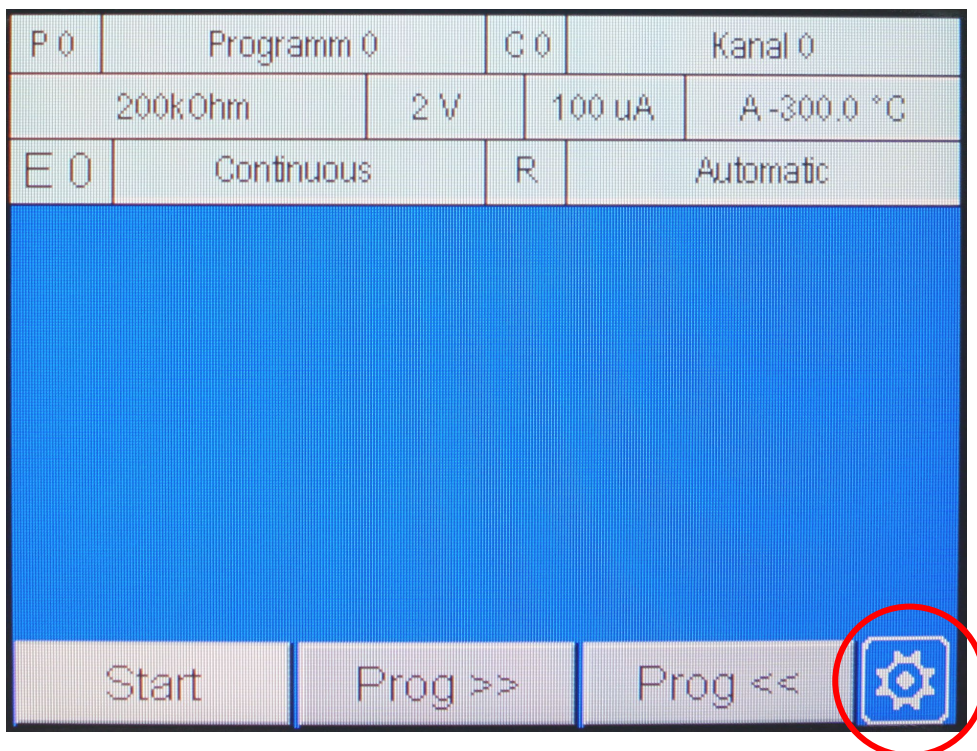 P 0 Programm 0 C 0 Kanal 0
200kOhm 2 V 100 uA A -300.0 °C
E 0 Continuous R Automatic
Start Prog >> Prog <<